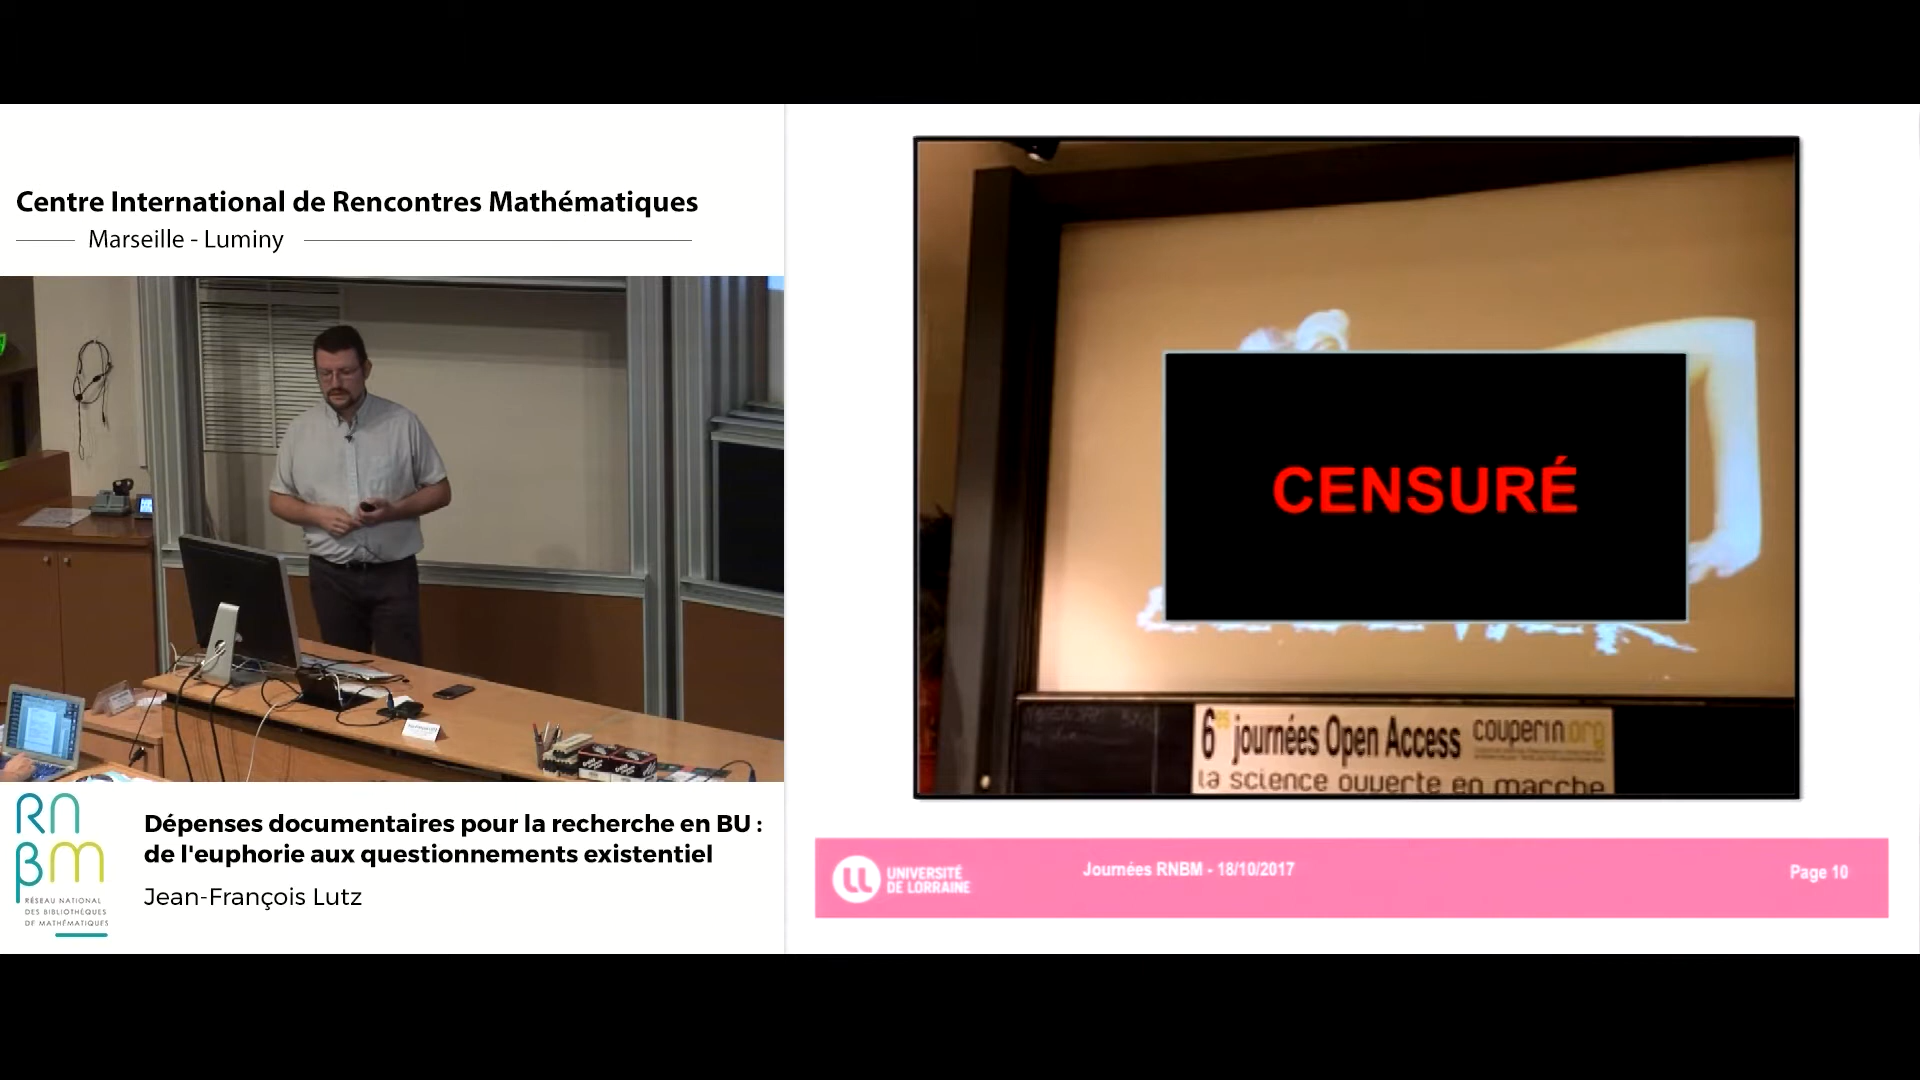 Centre International de Rencontres Mathématiques
Marseille - Luminy
RN
BM
RÉSEAU NATIONAL
DES BIBLIOTHÈQUES
DE MATHÉMATIQUES
Dépenses documentaires pour la recherche en BU :
de l'euphorie aux questionnements existentiel
Jean-François Lutz
CENSURÉ
6es journées Open Access couperin.org
la science ouverte en marche
UNIVERSITÉ
DE LORRAINE
Journées RNBM - 18/10/2017
Page 10